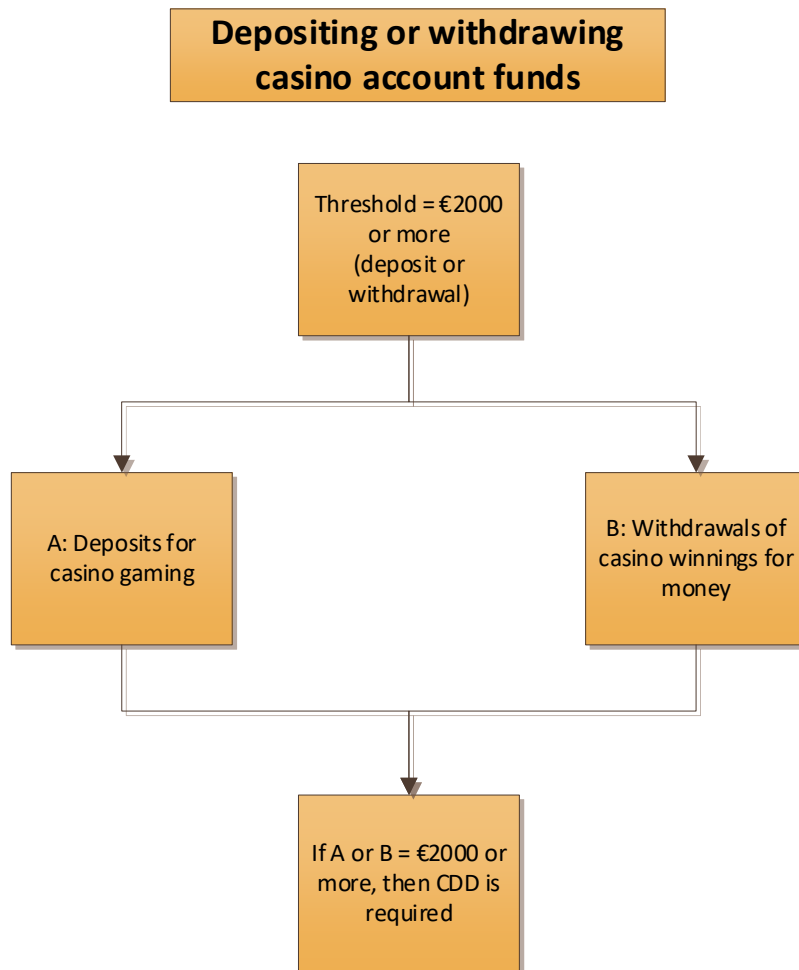 Depositing or withdrawing
casino account funds
Threshold = €2000
or more
(deposit or
withdrawal)
A: Deposits for
casino gaming
B: Withdrawals of
casino winnings for
money
If A or B = €2000 or
more, then CDD is
required